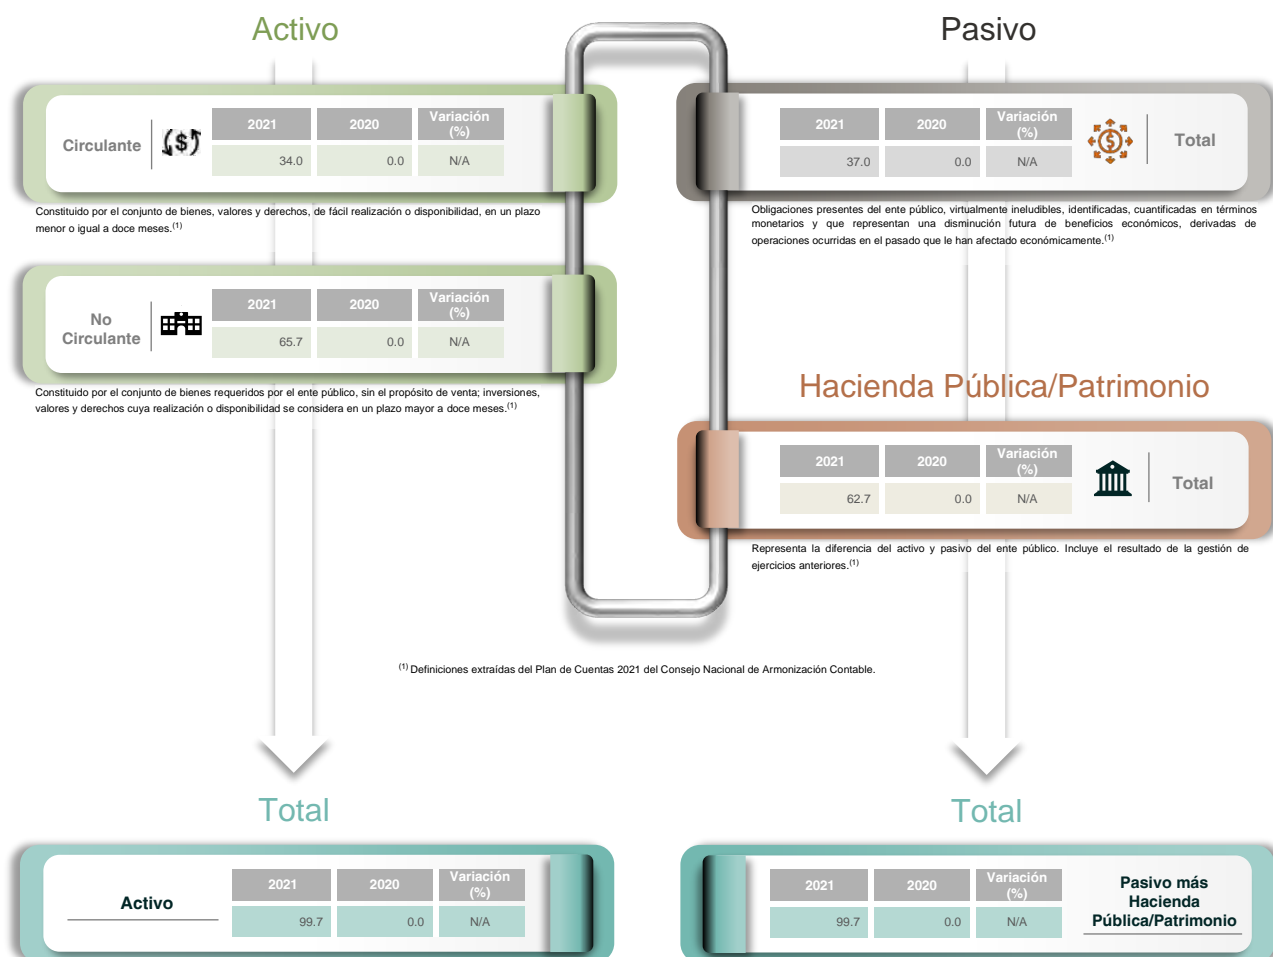 Activo
Circulante
2021 2020 Variación (%)
34.0 0.0 N/A
Constituido por el conjunto de bienes, valores y derechos, de fácil realización o disponibilidad, en un plazo
menor o igual a doce meses.(1)
No
Circulante
2021 2020 Variación (%)
65.7 0.0 N/A
Constituido por el conjunto de bienes requeridos por el ente público, sin el propósito de venta; inversiones,
valores y derechos cuya realización o disponibilidad se considera en un plazo mayor a doce meses.(1)
Pasivo
2021 2020 Variación (%)
37.0 0.0 N/A
Total
Obligaciones presentes del ente público, virtualmente ineludibles, identificadas, cuantificadas en términos
monetarios y que representan una disminución futura de beneficios económicos, derivadas de
operaciones ocurridas en el pasado que le han afectado económicamente.(1)
Hacienda Pública/Patrimonio
2021 2020 Variación (%)
62.7 0.0 N/A
Total
Representa la diferencia del activo y pasivo del ente público. Incluye el resultado de la gestión de
ejercicios anteriores.(1)
(1) Definiciones extraídas del Plan de Cuentas 2021 del Consejo Nacional de Armonización Contable.
Total
Activo
2021 2020 Variación (%)
99.7 0.0 N/A
Total
2021 2020 Variación (%)
99.7 0.0 N/A
Pasivo más
Hacienda
Pública/Patrimonio